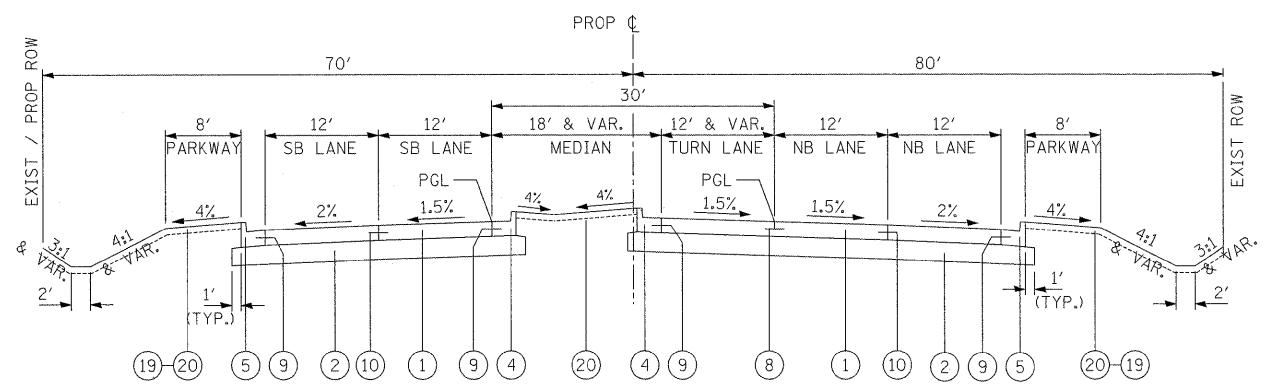 PROP ℄
70' 80'
30'
8' 12' 12' 18' & VAR. 12' & VAR. 12' 12' 8'
PARKWAY SB LANE SB LANE MEDIAN TURN LANE NB LANE NB LANE PARKWAY
EXIST / PROP ROW
EXIST ROW
PGL PGL
4% 2% 1.5% 4% 4% 1.5% 1.5% 2% 4%
3:1 & VAR.
4:1 & VAR.
4:1 & VAR.
3:1 & VAR.
2' 1' (TYP.) 1' (TYP.) 2'
19 20 5 9 2 10 1 9 4 20 4 9 8 1 10 2 9 5 20 19